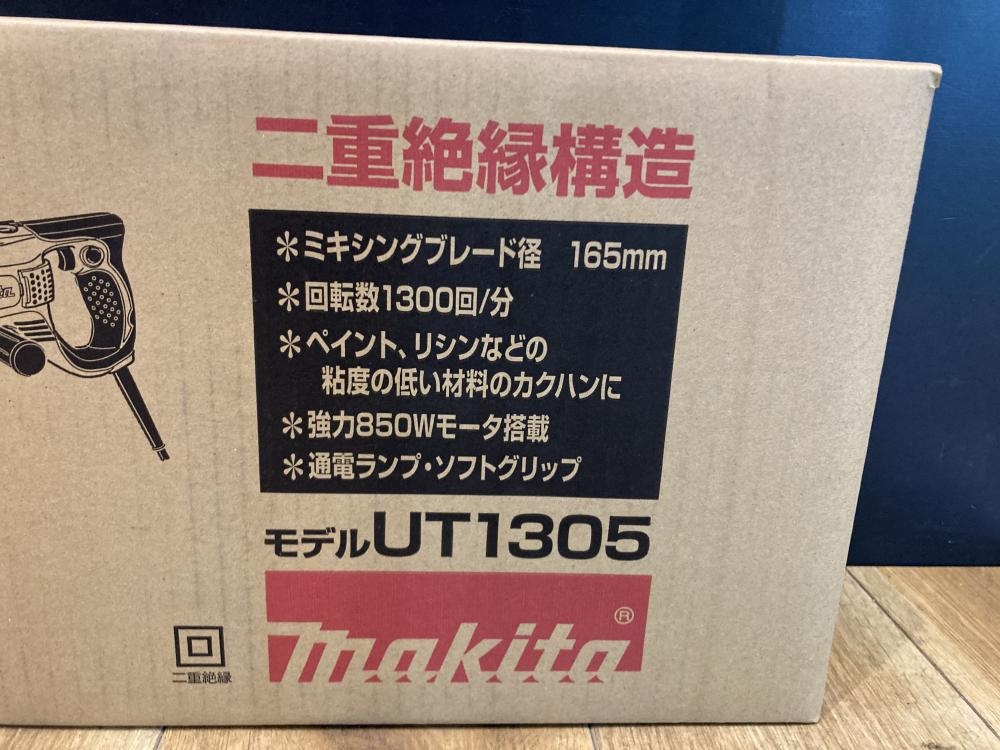 二重絶縁構造
*ミキシングブレード径 165mm
*回転数1300回/分
*ペイント、リシンなどの
粘度の低い材料のカクハンに
*強力850Wモータ搭載
*通電ランプ・ソフトグリップ
モデルUT1305
makita®
二重絶縁